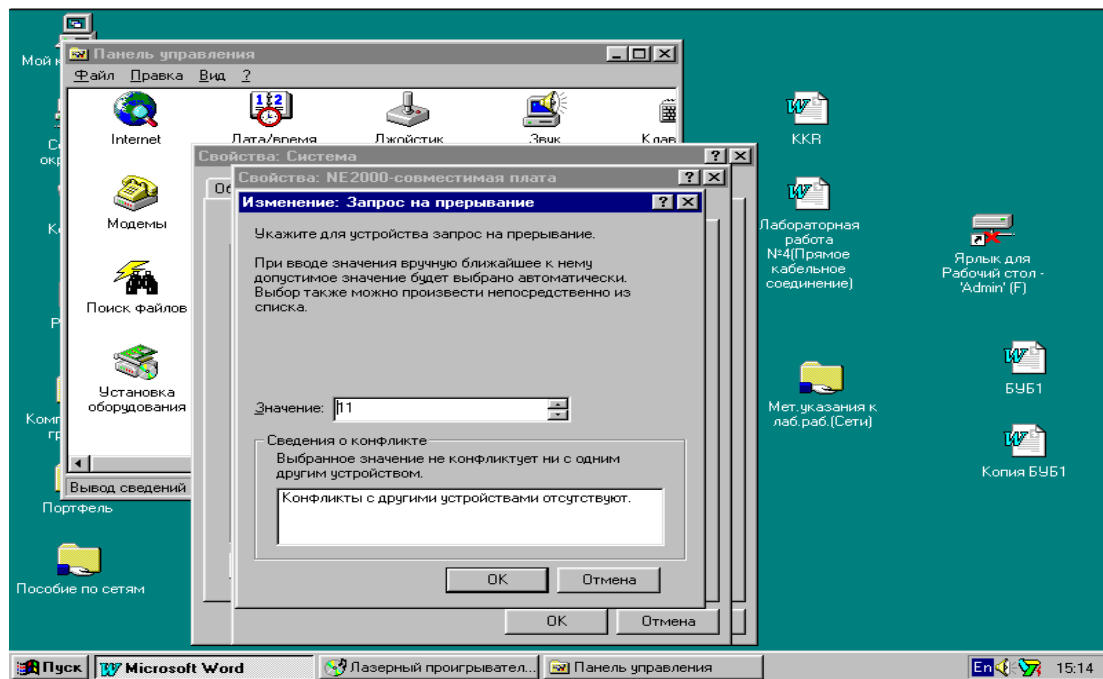 Мой
Панель управления
Файл Правка Вид ?
Internet
Дата/время
Джойстик
Звук
Клав
Модемы
Поиск файлов
Установка
оборудования
Вывод сведений
Свойства: Система
Об
Свойства: NE2000-совместимая плата
Изменение: Запрос на прерывание
Укажите для устройства запрос на прерывание.
При вводе значения вручную ближайшее к нему
допустимое значение будет выбрано автоматически.
Выбор также можно произвести непосредственно из
списка.
Значение: 11
Сведения о конфликте
Выбранное значение не конфликтует ни с одним
другим устройством.
Конфликты с другими устройствами отсутствуют.
OK Отмена
OK Отмена
Портфель
Пособие по сетям
KKR
Лабораторная
работа
№4(Прямое
кабельное
соединение)
Ярлык для
Рабочий стол -
'Admin' (F)
Мет.указания к
лаб.раб.(Сети)
БУБ1
Копия БУБ1
Пуск
Microsoft Word
Лазерный проигрывател...
Панель управления
En
15:14